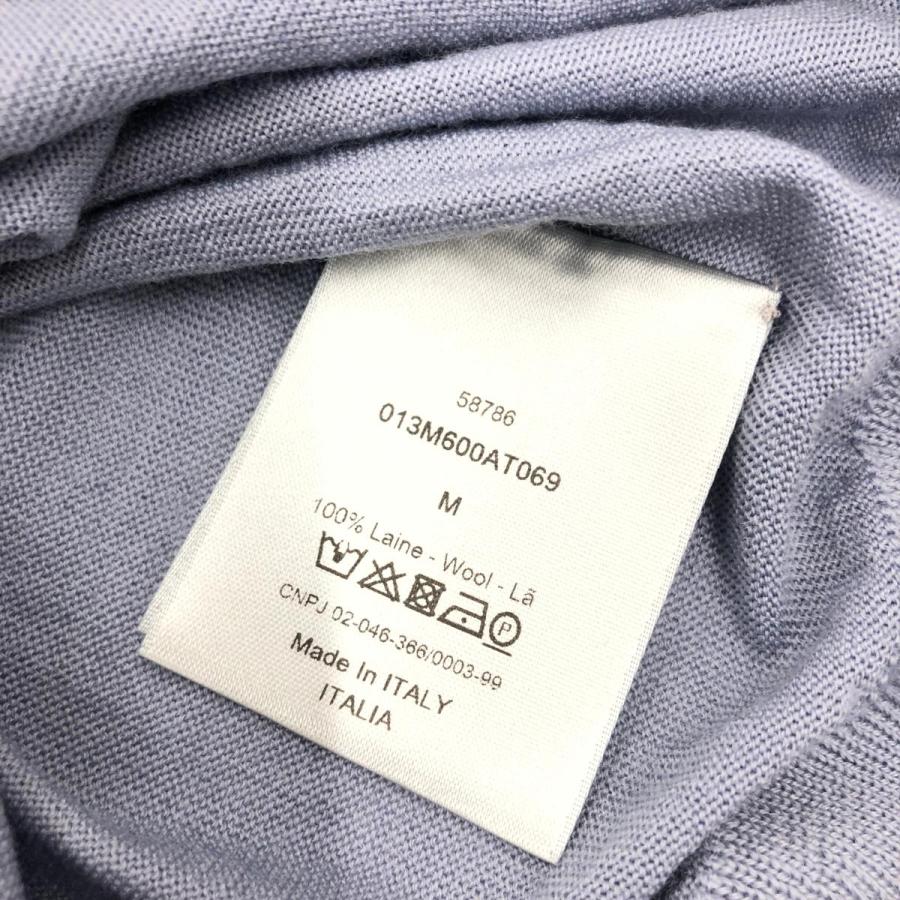 58786
013M600AT069
M
100% Laine - Wool - Lã
P
CNPJ 02-046-366/0003-99
Made In ITALY
ITALIA